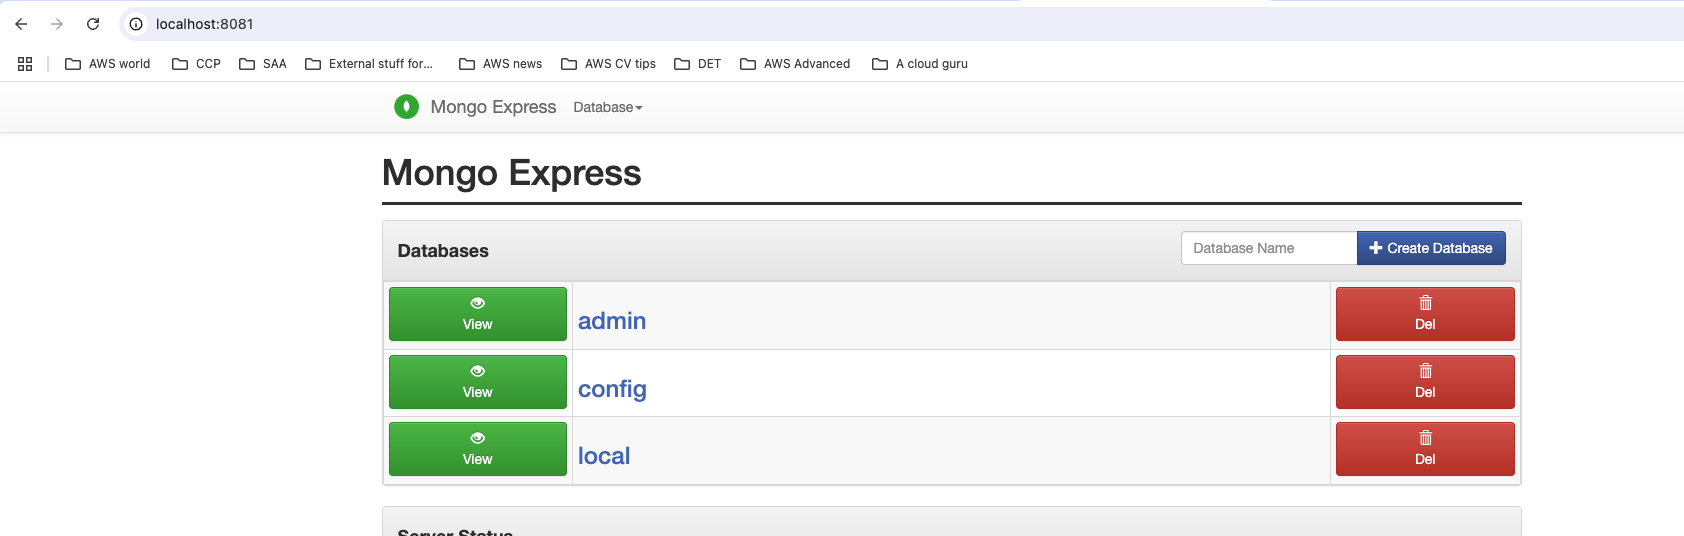 localhost:8081
AWS world CCP SAA External stuff for... AWS news AWS CV tips DET AWS Advanced A cloud guru
Mongo Express Database
Mongo Express
Databases Database Name Create Database
View admin Del
View config Del
View local Del
Server Status